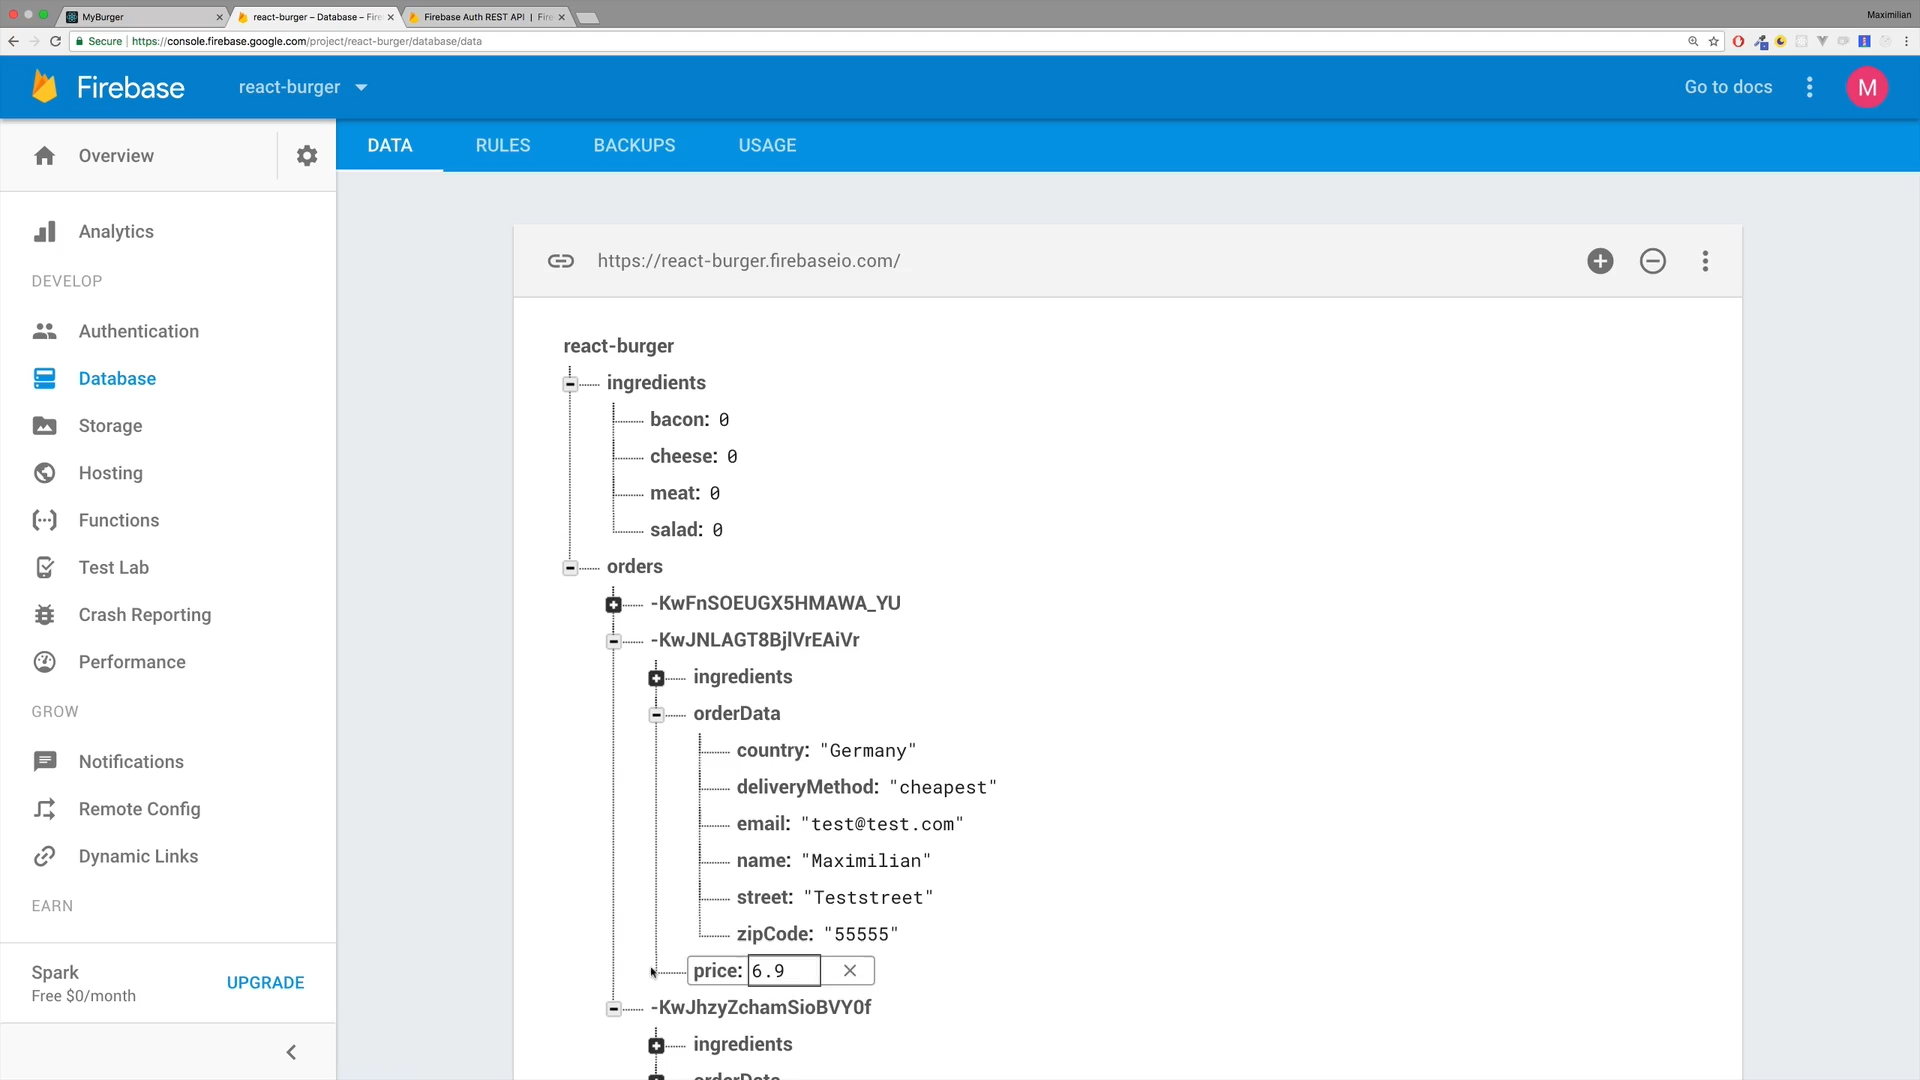 MyBurger
react-burger – Database – Fire
Firebase Auth REST API | Fire
Maximilian
Secure
https://console.firebase.google.com/project/react-burger/database/data
Firebase
react-burger
Go to docs
M
Overview
DATA
RULES
BACKUPS
USAGE
Analytics
DEVELOP
Authentication
Database
Storage
Hosting
Functions
Test Lab
Crash Reporting
Performance
GROW
Notifications
Remote Config
Dynamic Links
EARN
Spark
Free $0/month
UPGRADE
https://react-burger.firebaseio.com/
react-burger
ingredients
bacon: 0
cheese: 0
meat: 0
salad: 0
orders
-KwFnSOEUGX5HMAWA_YU
-KwJNLAGT8BjlVrEAiVr
ingredients
orderData
country: "Germany"
deliveryMethod: "cheapest"
email: "test@test.com"
name: "Maximilian"
street: "Teststreet"
zipCode: "55555"
price: 6.9
-KwJhzyZchamSioBVY0f
ingredients
orderData